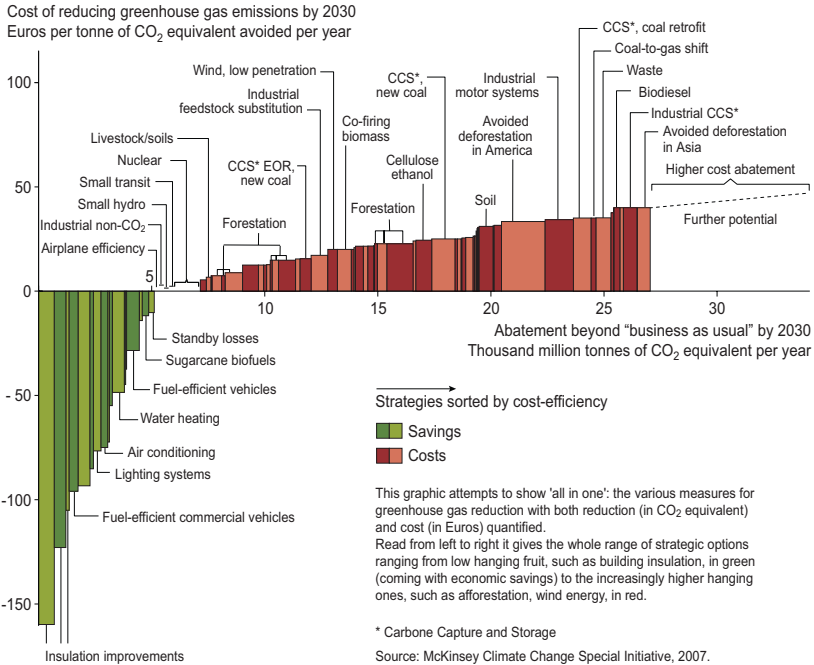 Cost of reducing greenhouse gas emissions by 2030
Euros per tonne of CO₂ equivalent avoided per year
100
50
0
- 50
-100
-150
5
10
15
20
25
30
Airplane efficiency
Industrial non-CO₂
Small hydro
Small transit
Nuclear
Livestock/soils
Forestation
CCS* EOR,
new coal
Industrial
feedstock substitution
Wind, low penetration
Co-firing
biomass
Forestation
Cellulose
ethanol
CCS*,
new coal
Soil
Avoided
deforestation
in America
Industrial
motor systems
CCS*, coal retrofit
Coal-to-gas shift
Waste
Biodiesel
Industrial CCS*
Avoided deforestation
in Asia
Higher cost abatement
Further potential
Abatement beyond “business as usual” by 2030
Thousand million tonnes of CO₂ equivalent per year
Standby losses
Sugarcane biofuels
Fuel-efficient vehicles
Water heating
Air conditioning
Lighting systems
Fuel-efficient commercial vehicles
Insulation improvements
Strategies sorted by cost-efficiency
Savings
Costs
This graphic attempts to show 'all in one': the various measures for
greenhouse gas reduction with both reduction (in CO₂ equivalent)
and cost (in Euros) quantified.
Read from left to right it gives the whole range of strategic options
ranging from low hanging fruit, such as building insulation, in green
(coming with economic savings) to the increasingly higher hanging
ones, such as afforestation, wind energy, in red.
* Carbone Capture and Storage
Source: McKinsey Climate Change Special Initiative, 2007.